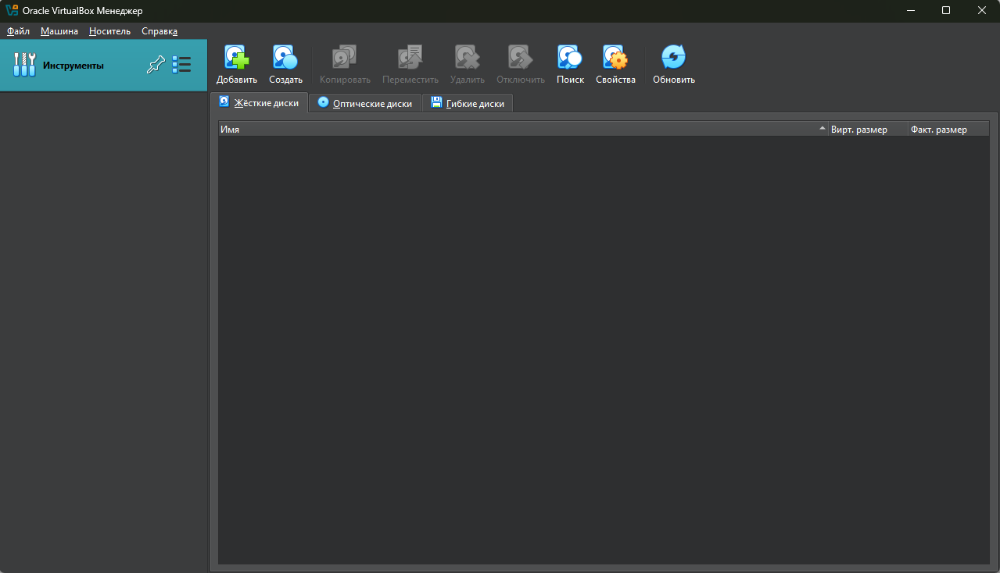 Oracle VirtualBox Менеджер
Файл Машина Носитель Справка
Инструменты
Добавить Создать Копировать Переместить Удалить Отключить Поиск Свойства Обновить
Жёсткие диски Оптические диски Гибкие диски
Имя Вирт. размер Факт. размер